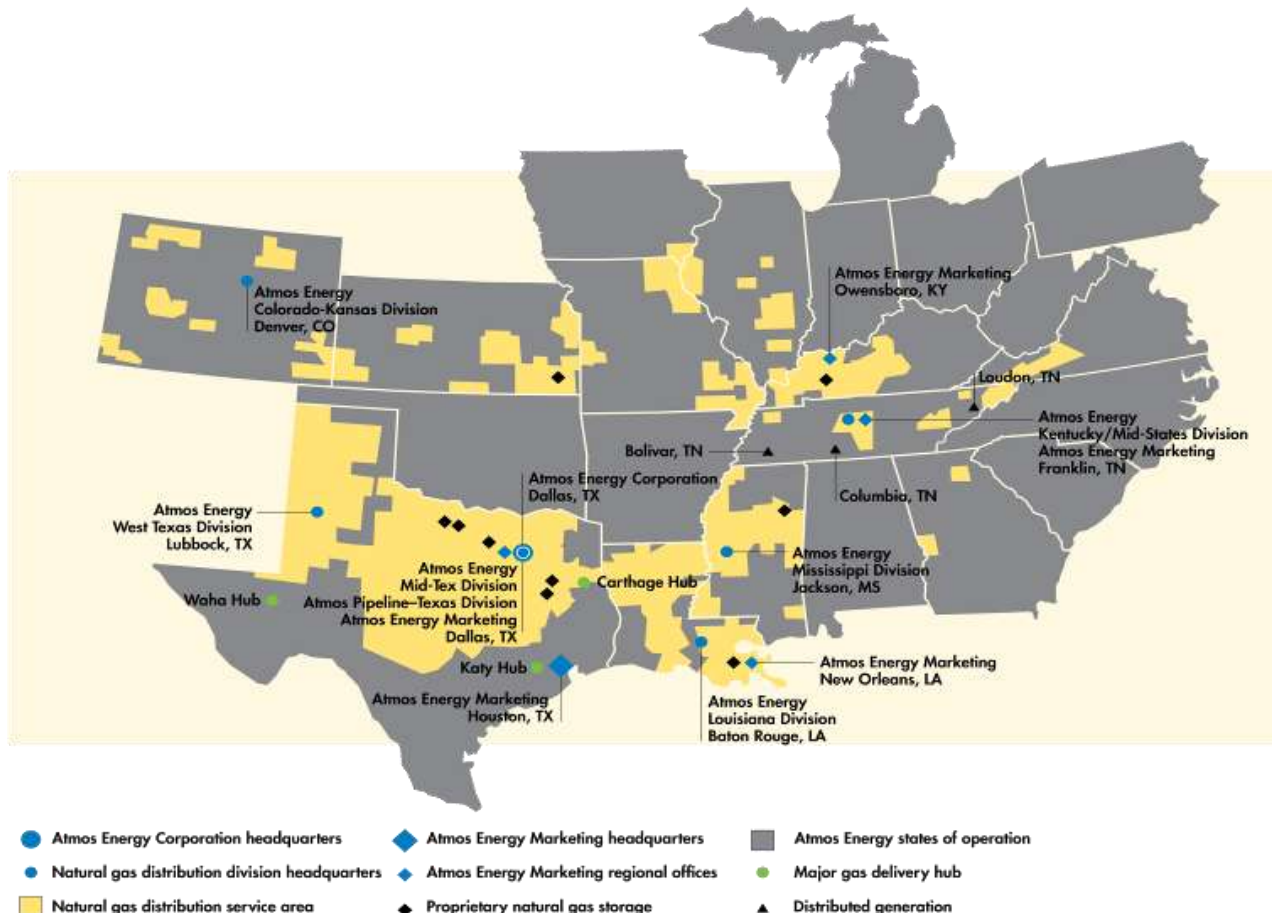 Atmos Energy Marketing
Owensboro, KY
Atmos Energy
Colorado-Kansas Division
Denver, CO
Loudon, TN
Atmos Energy
Kentucky/Mid-States Division
Atmos Energy Marketing
Franklin, TN
Bolivar, TN
Columbia, TN
Atmos Energy Corporation
Dallas, TX
Atmos Energy
West Texas Division
Lubbock, TX
Atmos Energy
Mid-Tex Division
Atmos Pipeline–Texas Division
Atmos Energy Marketing
Dallas, TX
Carthage Hub
Atmos Energy
Mississippi Division
Jackson, MS
Waha Hub
Katy Hub
Atmos Energy Marketing
New Orleans, LA
Atmos Energy Marketing
Houston, TX
Atmos Energy
Louisiana Division
Baton Rouge, LA
Atmos Energy Corporation headquarters
Atmos Energy Marketing headquarters
Atmos Energy states of operation
Natural gas distribution division headquarters
Atmos Energy Marketing regional offices
Major gas delivery hub
Natural gas distribution service area
Proprietary natural gas storage
Distributed generation